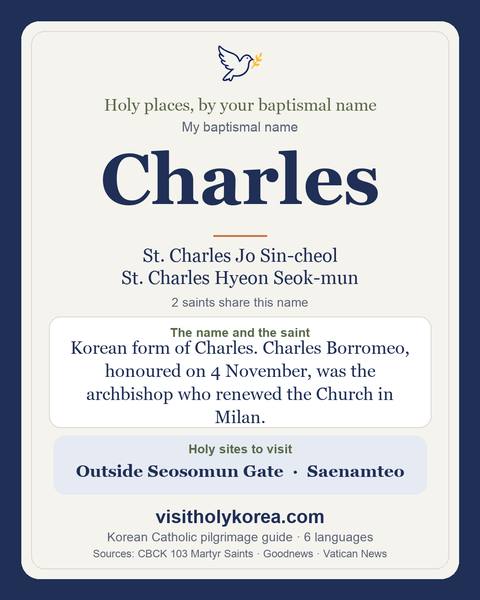 Holy places, by your baptismal name
My baptismal name
Charles
St. Charles Jo Sin-cheol
St. Charles Hyeon Seok-mun
2 saints share this name
The name and the saint
Korean form of Charles. Charles Borromeo,
honoured on 4 November, was the
archbishop who renewed the Church in
Milan.
Holy sites to visit
Outside Seosomun Gate · Saenamteo
visitholykorea.com
Korean Catholic pilgrimage guide · 6 languages
Sources: CBCK 103 Martyr Saints · Goodnews · Vatican News